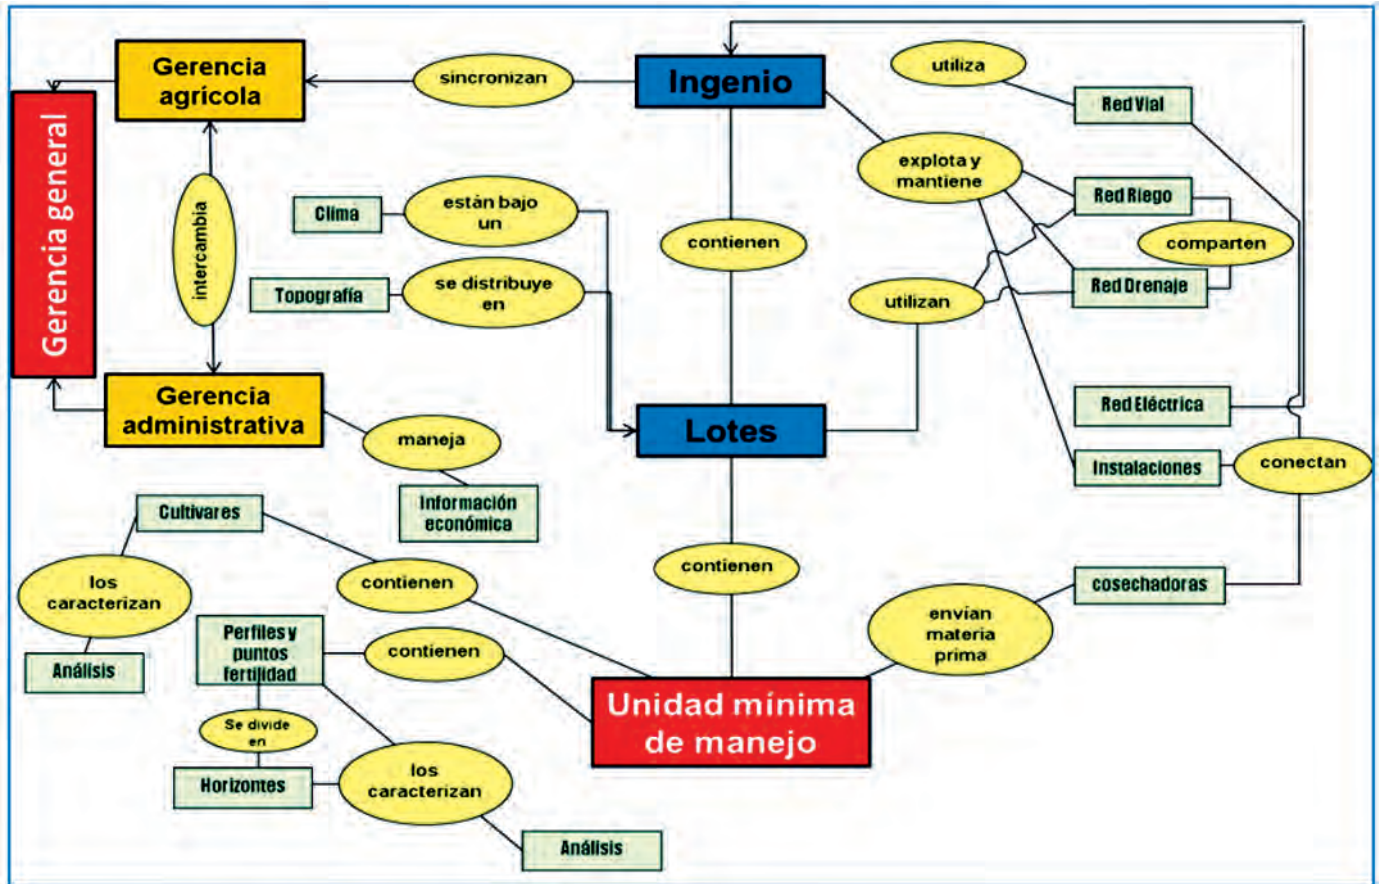 Gerencia
agrícola
sincronizan
Ingenio
utiliza
Red Vial
Gerencia general
intercambia
Clima
están bajo
un
explota y
mantiene
Red Riego
contienen
comparten
Topografía
se distribuye
en
utilizan
Red Drenaje
Gerencia
administrativa
maneja
Lotes
Red Eléctrica
Instalaciones
conectan
Información
económica
Cultivares
los
caracterizan
contienen
contienen
cosechadoras
envían
materia
prima
Perfiles y
puntos
fertilidad
contienen
Análisis
Unidad mínima
de manejo
Se divide
en
Horizontes
los
caracterizan
Análisis